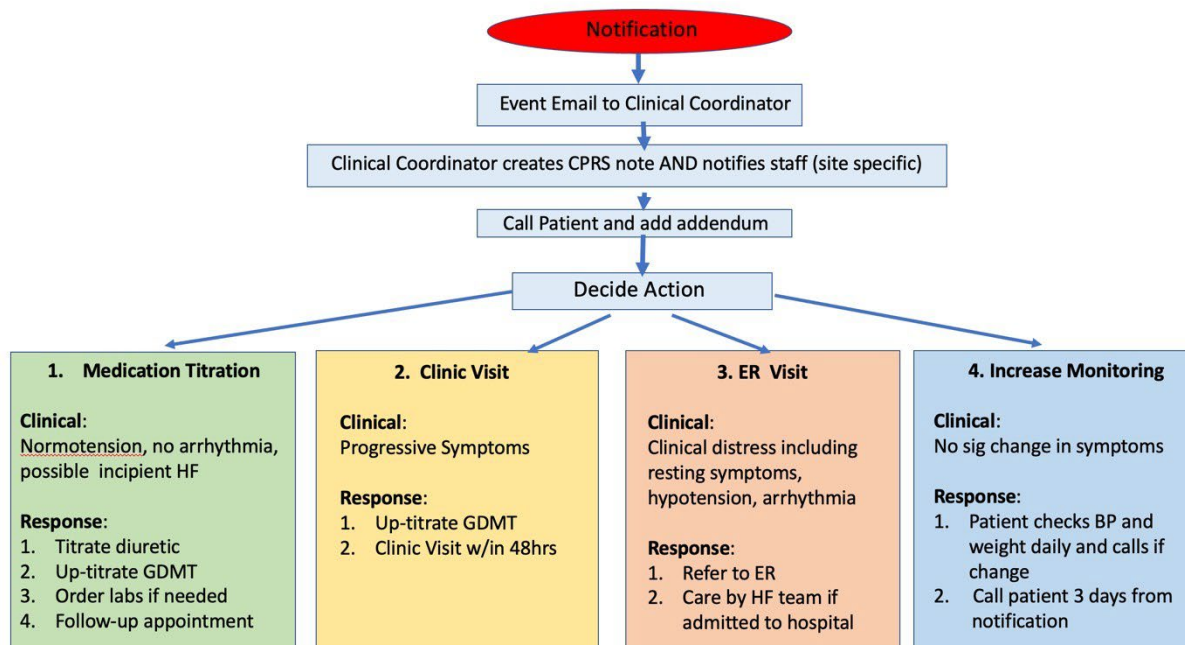 Notification
Event Email to Clinical Coordinator
Clinical Coordinator creates CPRS note AND notifies staff (site specific)
Call Patient and add addendum
Decide Action
1. Medication Titration
Clinical:
Normotension, no arrhythmia,
possible incipient HF
Response:
1. Titrate diuretic
2. Up-titrate GDMT
3. Order labs if needed
4. Follow-up appointment
2. Clinic Visit
Clinical:
Progressive Symptoms
Response:
1. Up-titrate GDMT
2. Clinic Visit w/in 48hrs
3. ER Visit
Clinical:
Clinical distress including
resting symptoms,
hypotension, arrhythmia
Response:
1. Refer to ER
2. Care by HF team if
admitted to hospital
4. Increase Monitoring
Clinical:
No sig change in symptoms
Response:
1. Patient checks BP and
weight daily and calls if
change
2. Call patient 3 days from
notification